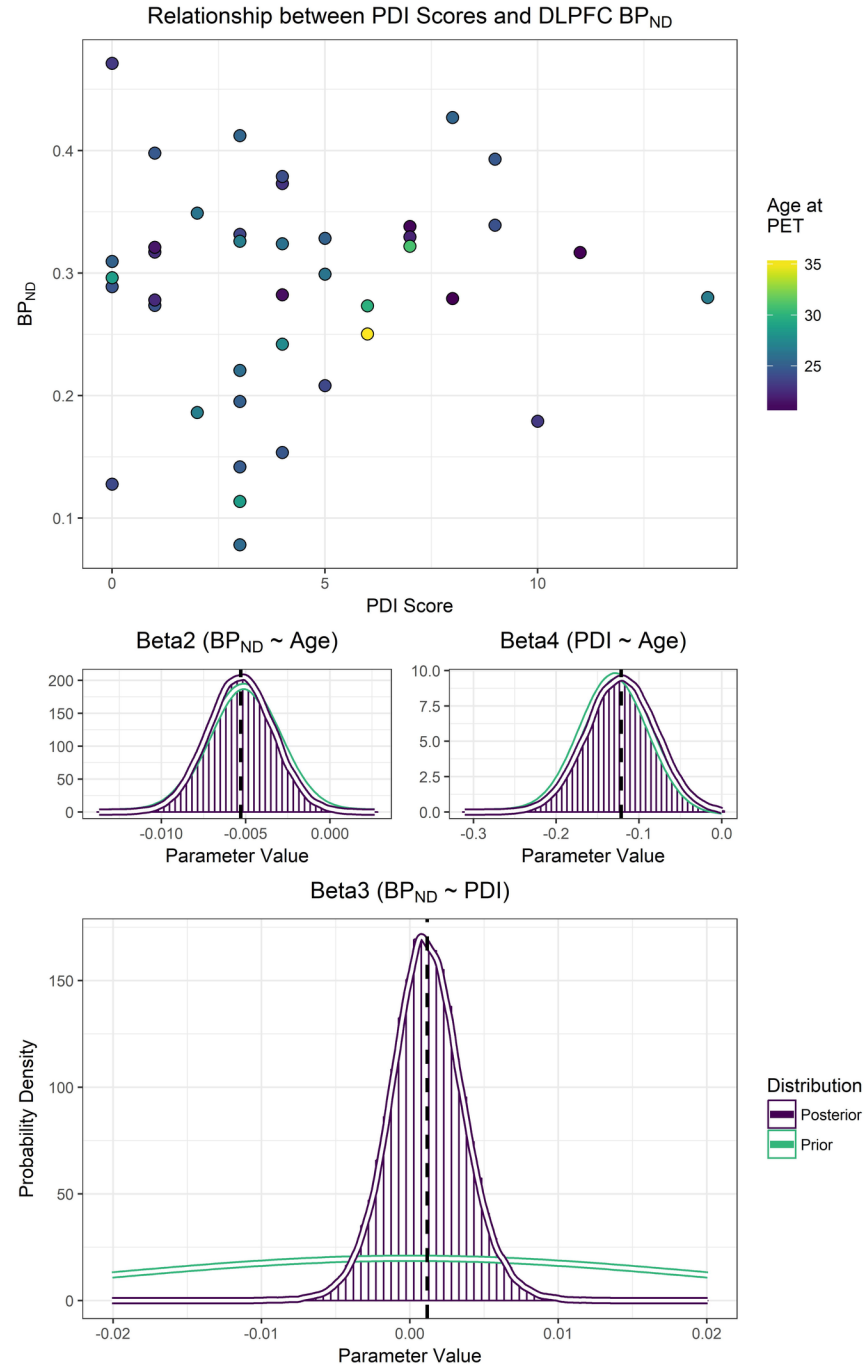 Relationship between PDI Scores and DLPFC BP_ND
BP_ND
0.4
0.3
0.2
0.1
0
5
10
PDI Score
Age at
PET
35
30
25
Beta2 (BP_ND ~ Age)
200
150
100
50
0
-0.010
-0.005
0.000
Parameter Value
Beta4 (PDI ~ Age)
10.0
7.5
5.0
2.5
0.0
-0.3
-0.2
-0.1
0.0
Parameter Value
Beta3 (BP_ND ~ PDI)
Probability Density
150
100
50
0
-0.02
-0.01
0.00
0.01
0.02
Parameter Value
Distribution
Posterior
Prior